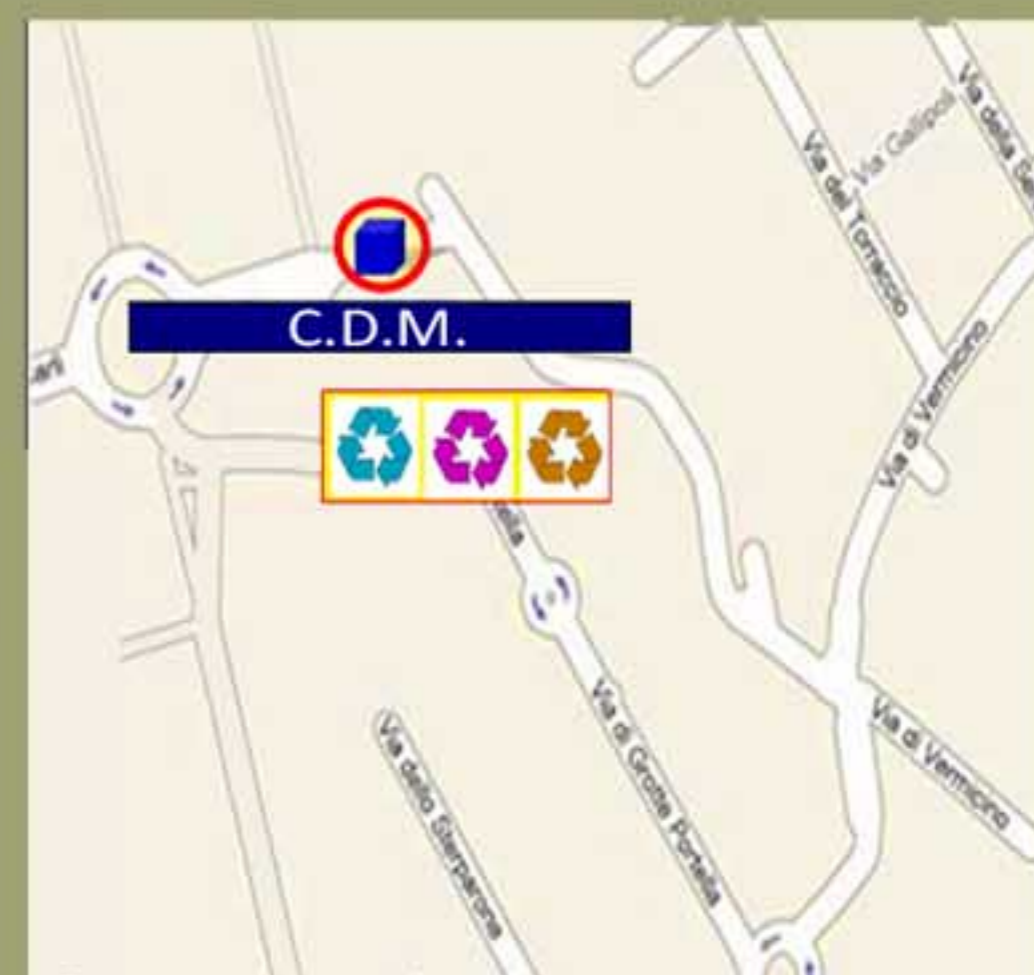 Via Gallipoli
Via del Torraccio
C.D.M.
Via di Vermicino
Via di Grotte Portella
Via di Vermicino
Via dello Sterparone